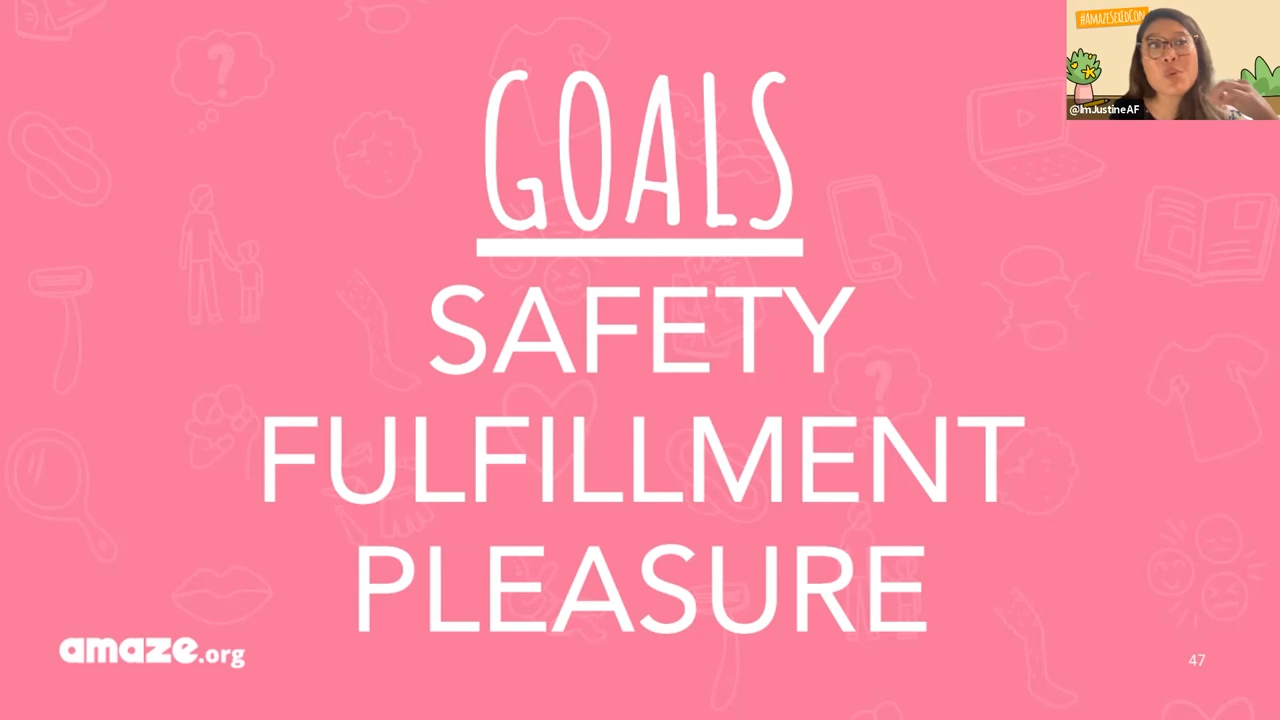 #AMAZESEXEDCON
@ImJustineAF
GOALS
SAFETY
FULFILLMENT
PLEASURE
amaze.org
47